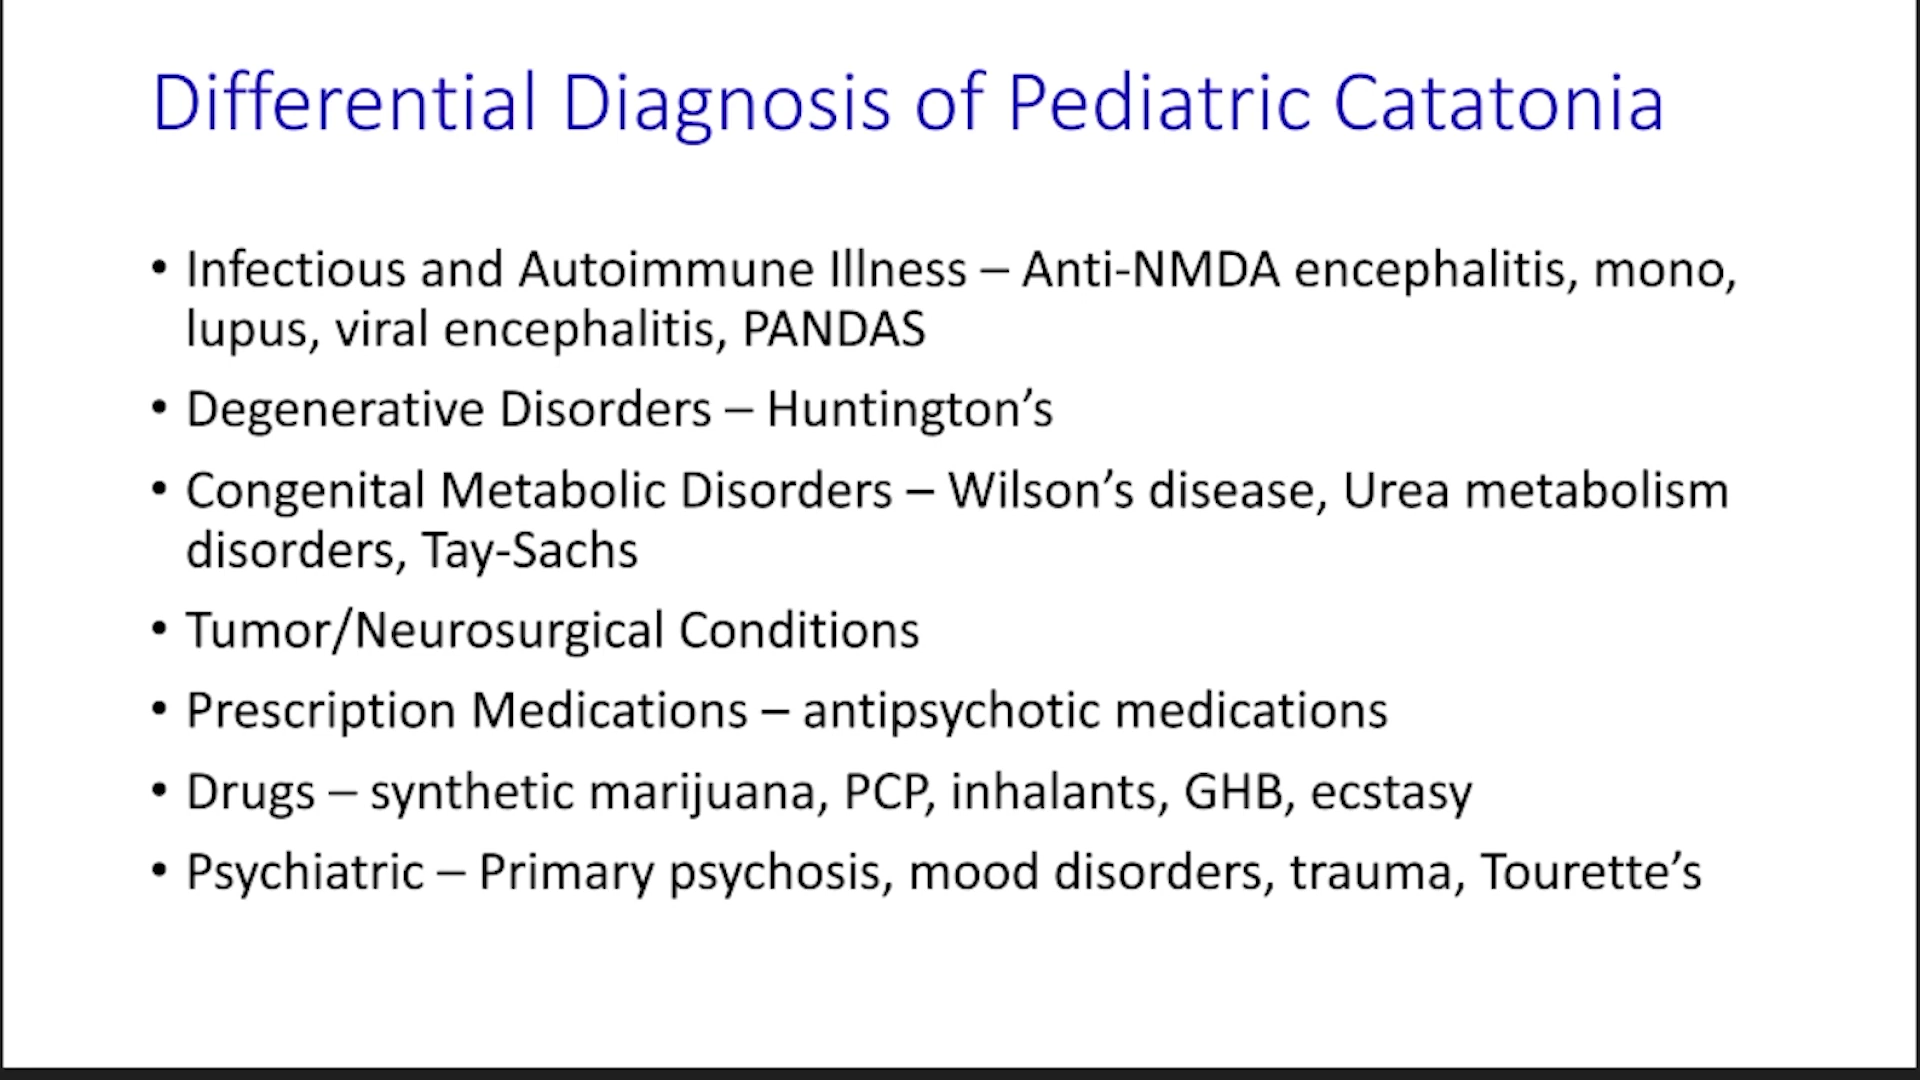 Differential Diagnosis of Pediatric Catatonia
• Infectious and Autoimmune Illness – Anti-NMDA encephalitis, mono,
lupus, viral encephalitis, PANDAS
• Degenerative Disorders – Huntington’s
• Congenital Metabolic Disorders – Wilson’s disease, Urea metabolism
disorders, Tay-Sachs
• Tumor/Neurosurgical Conditions
• Prescription Medications – antipsychotic medications
• Drugs – synthetic marijuana, PCP, inhalants, GHB, ecstasy
• Psychiatric – Primary psychosis, mood disorders, trauma, Tourette’s